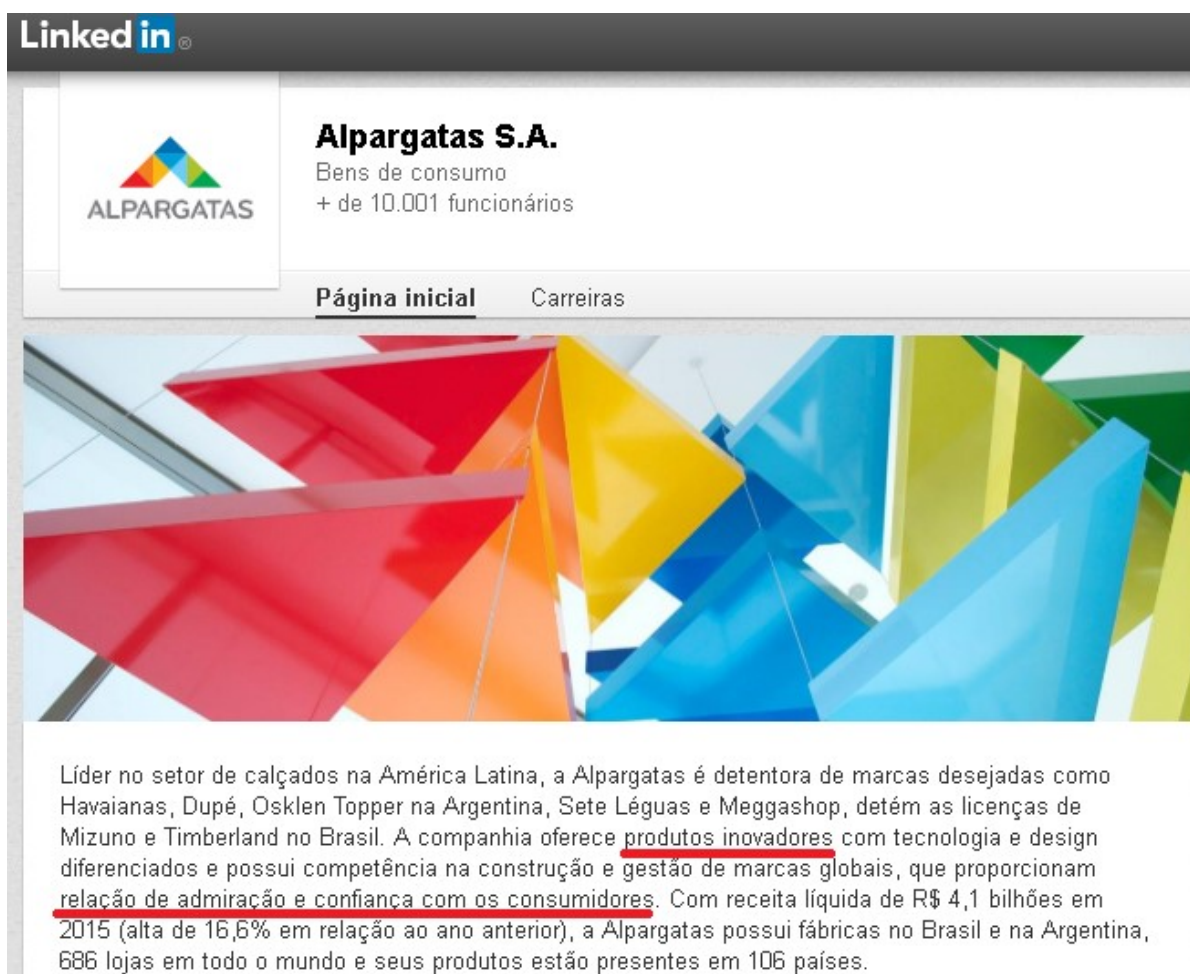 Linked in ®
ALPARGATAS
Alpargatas S.A.
Bens de consumo
+ de 10.001 funcionários
Página inicial Carreiras
Líder no setor de calçados na América Latina, a Alpargatas é detentora de marcas desejadas como
Havaianas, Dupé, Osklen Topper na Argentina, Sete Léguas e Meggashop, detém as licenças de
Mizuno e Timberland no Brasil. A companhia oferece produtos inovadores com tecnologia e design
diferenciados e possui competência na construção e gestão de marcas globais, que proporcionam
relação de admiração e confiança com os consumidores. Com receita líquida de R$ 4,1 bilhões em
2015 (alta de 16,6% em relação ao ano anterior), a Alpargatas possui fábricas no Brasil e na Argentina,
686 lojas em todo o mundo e seus produtos estão presentes em 106 países.